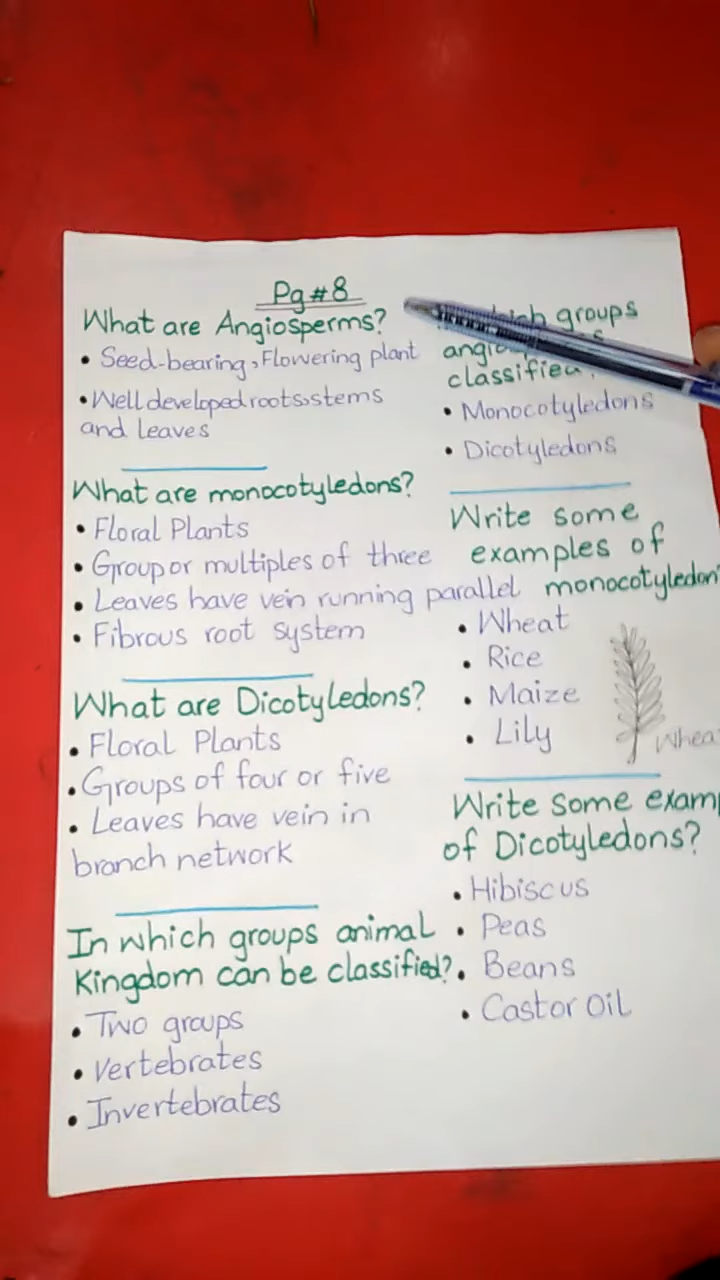 Pg#8
What are Angiosperms?
• Seed-bearing, Flowering plant
• Well developed rootsystems
and leaves
What are monocotyledons?
• Floral Plants
• Group or multiples of three
• Leaves have vein running parallel
• Fibrous root system
What are Dicotyledons?
• Floral Plants
• Groups of four or five
• Leaves have vein in
branch network
In which groups animal
Kingdom can be classified?
• Two groups
• Vertebrates
• Invertebrates
groups
classified
• Monocotyledons
• Dicotyledons
Write some
examples of
monocotyledon
• Wheat
• Rice
• Maize
• Lily
Whea
Write some exam
of Dicotyledons?
• Hibiscus
• Peas
• Beans
• Castor Oil